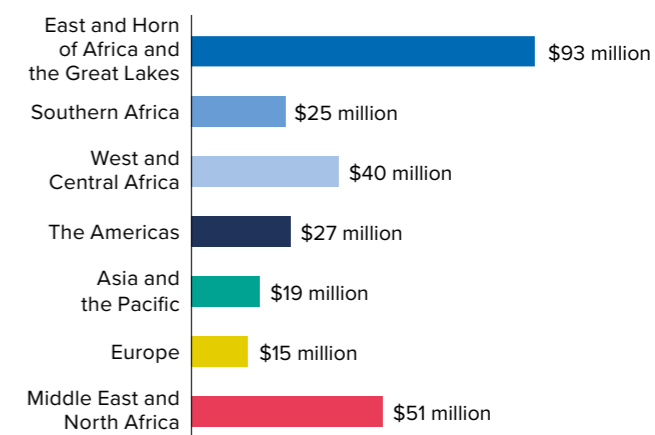 East and Horn
of Africa and
the Great Lakes
$93 million
Southern Africa
$25 million
West and
Central Africa
$40 million
The Americas
$27 million
Asia and
the Pacific
$19 million
Europe
$15 million
Middle East and
North Africa
$51 million